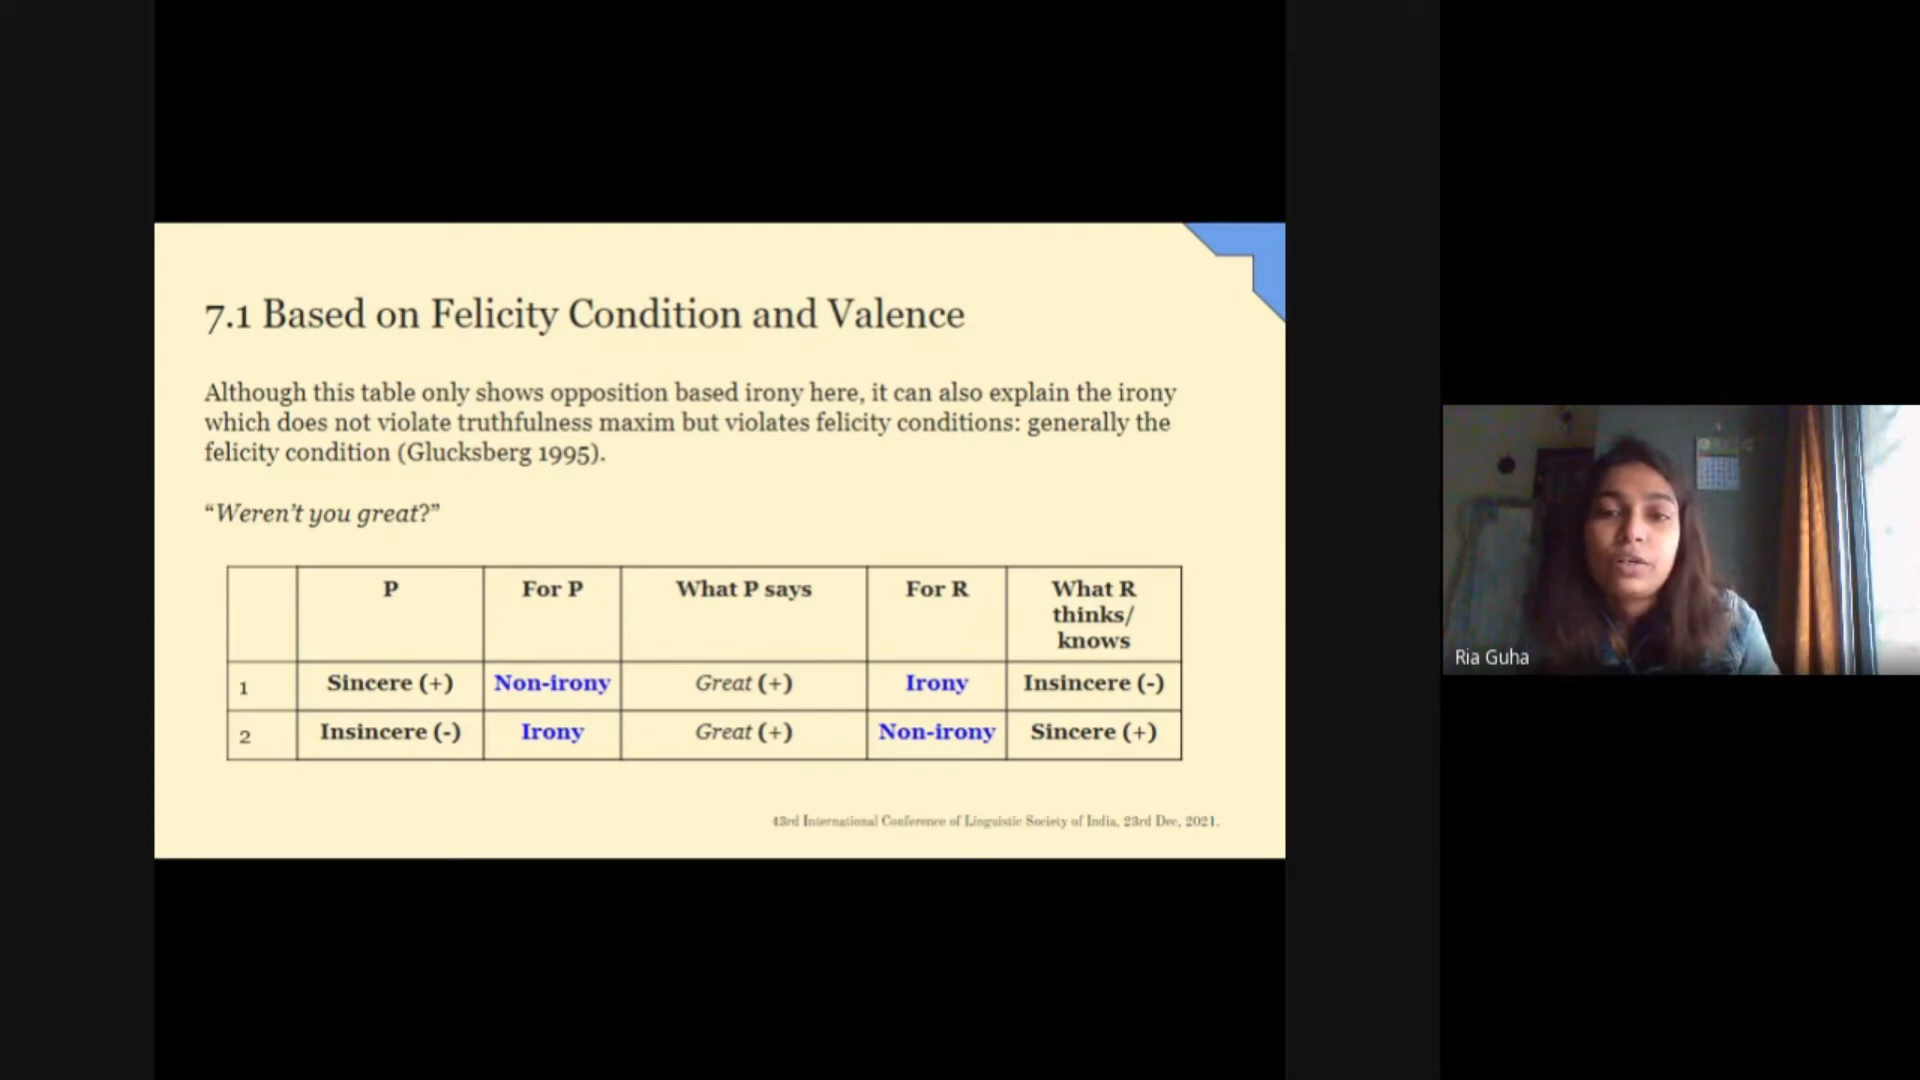 7.1 Based on Felicity Condition and Valence
Although this table only shows opposition based irony here, it can also explain the irony
which does not violate truthfulness maxim but violates felicity conditions: generally the
felicity condition (Glucksberg 1995).
“Weren’t you great?”
P For P What P says For R What R
thinks/
knows
1 Sincere (+) Non-irony Great (+) Irony Insincere (-)
2 Insincere (-) Irony Great (+) Non-irony Sincere (+)
43rd International Conference of Linguistic Society of India, 23rd Dec, 2021.
Ria Guha